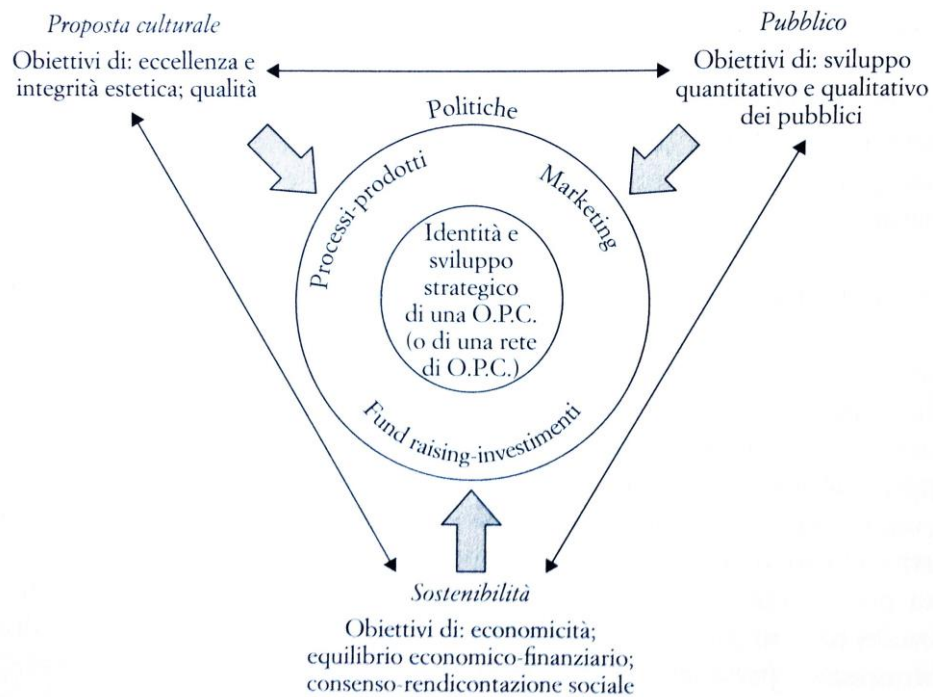 Proposta culturale
Obiettivi di: eccellenza e
integrità estetica; qualità
Pubblico
Obiettivi di: sviluppo
quantitativo e qualitativo
dei pubblici
Politiche
Processi-prodotti
Marketing
Identità e
sviluppo
strategico
di una O.P.C.
(o di una rete
di O.P.C.)
Fund raising-investimenti
Sostenibilità
Obiettivi di: economicità;
equilibrio economico-finanziario;
consenso-rendicontazione sociale